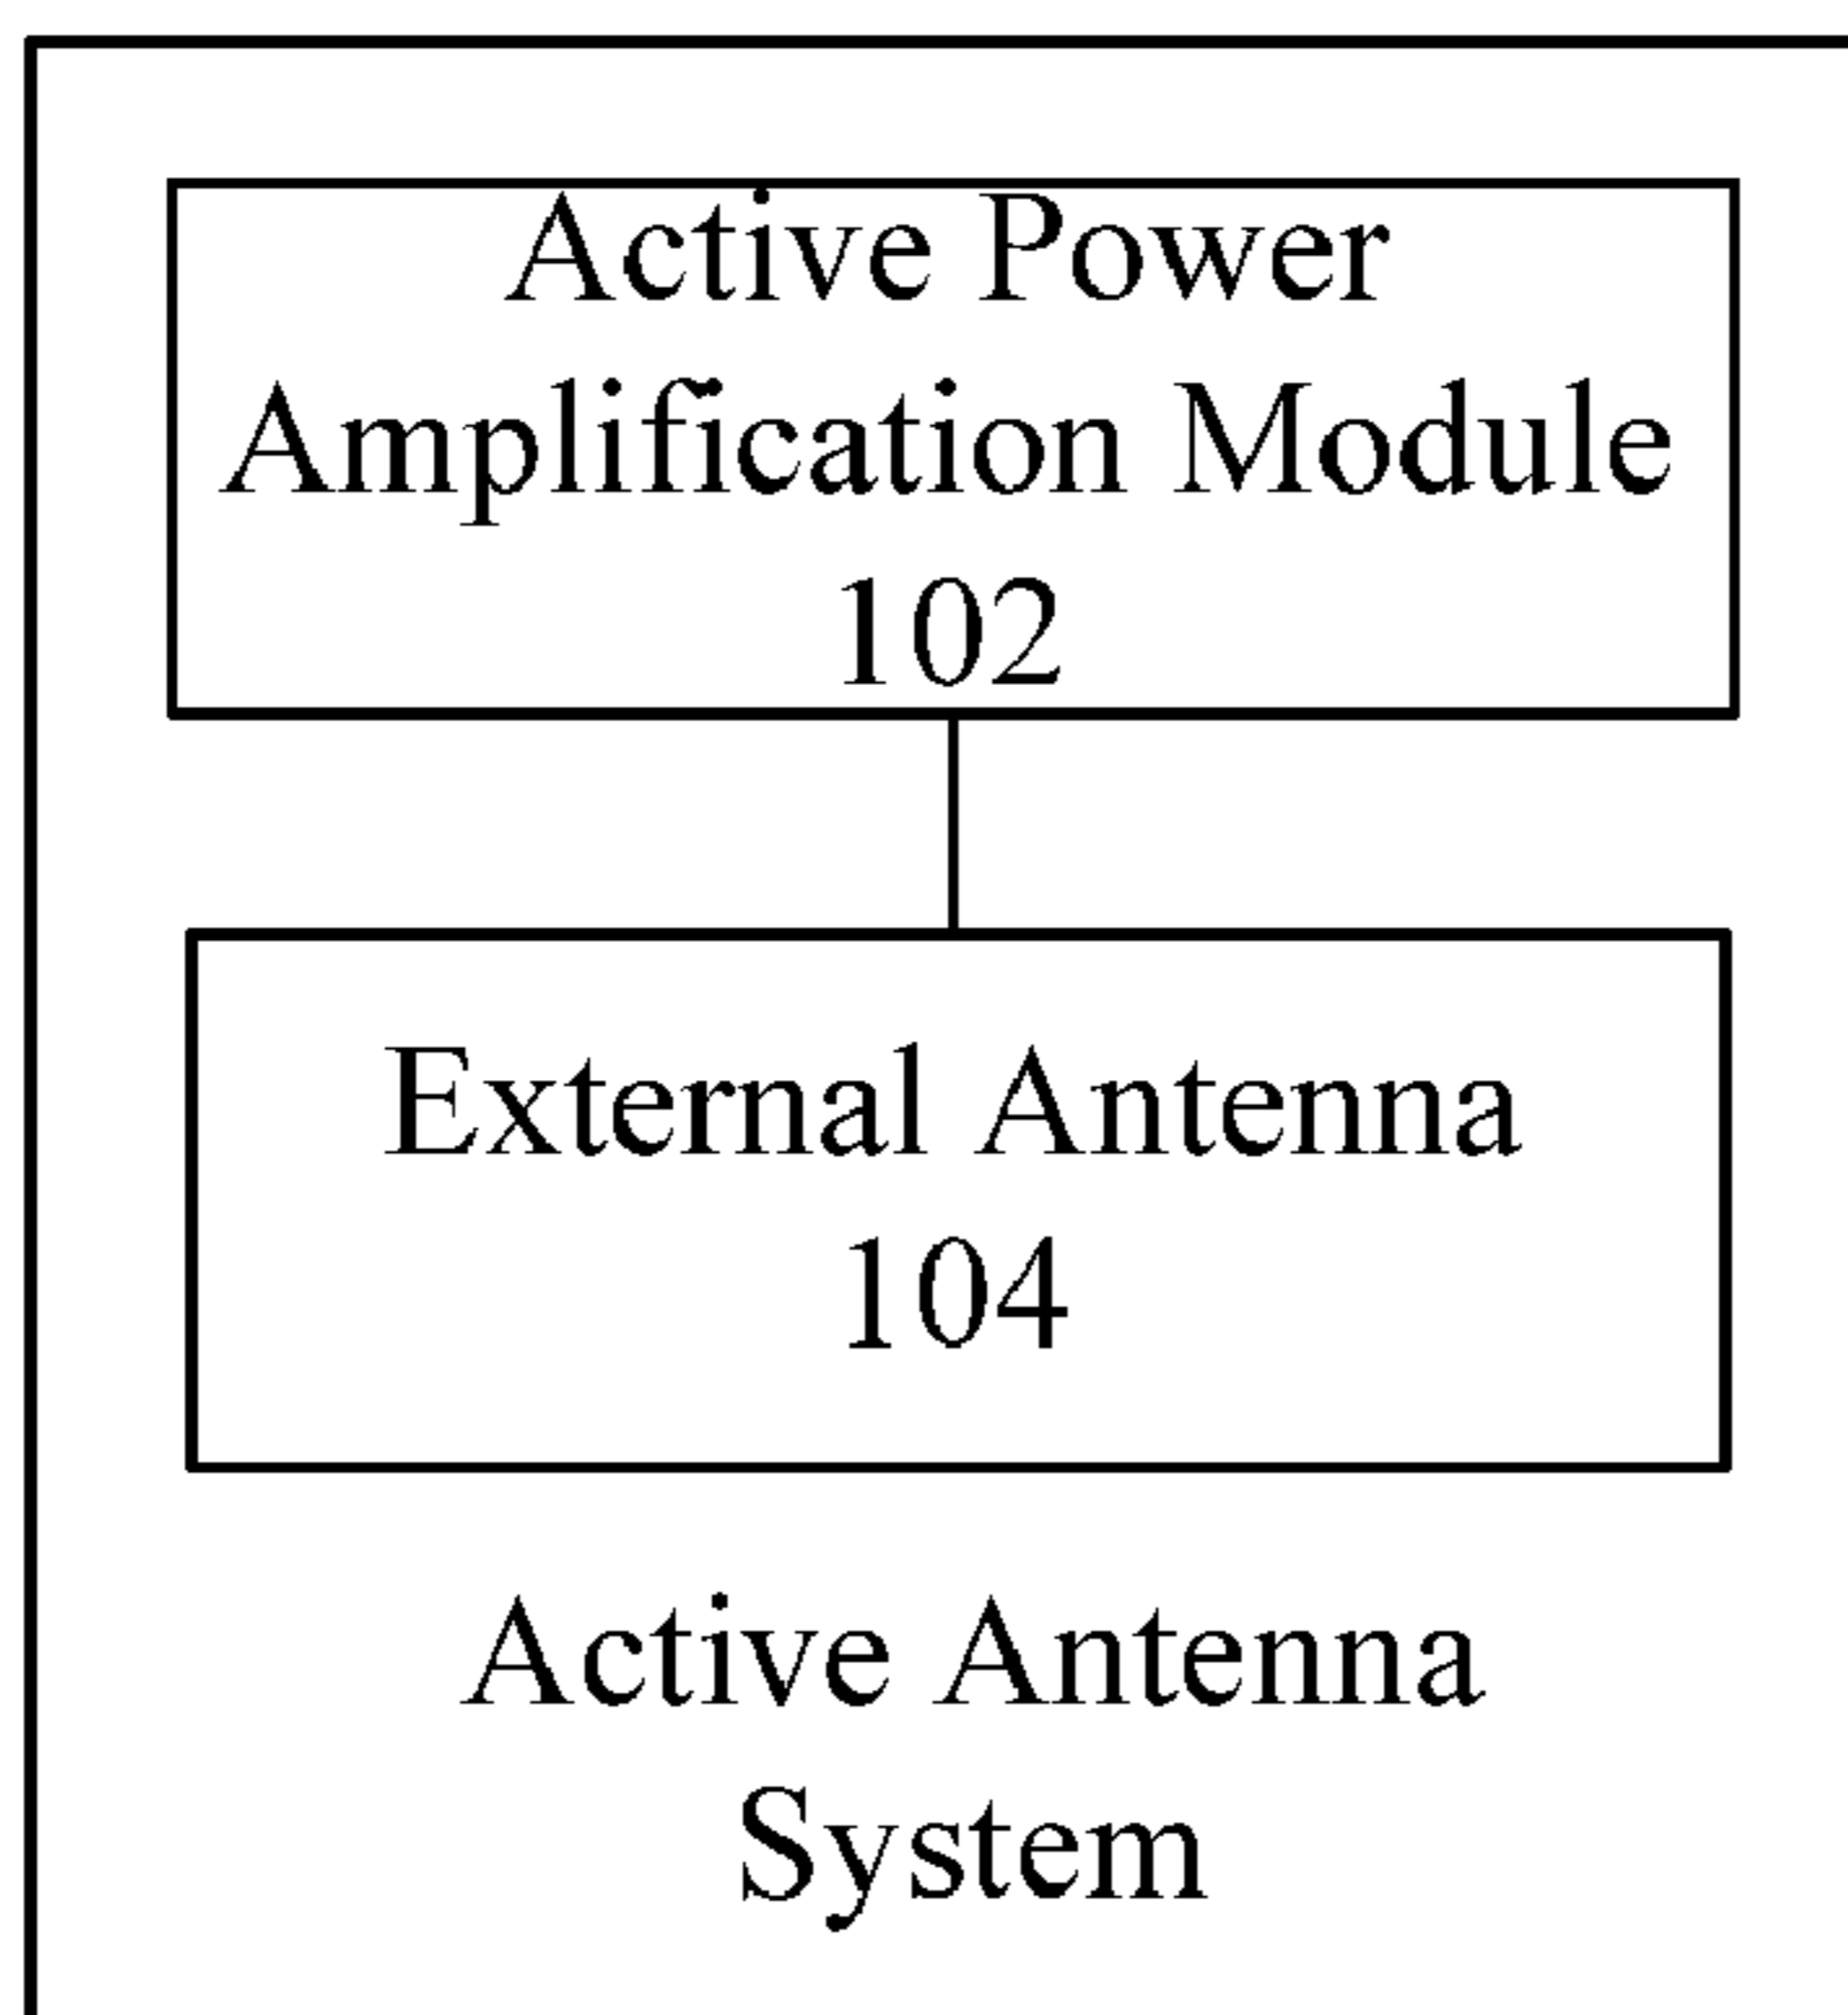 Active Power
Amplification Module
102
External Antenna
104
Active Antenna
System